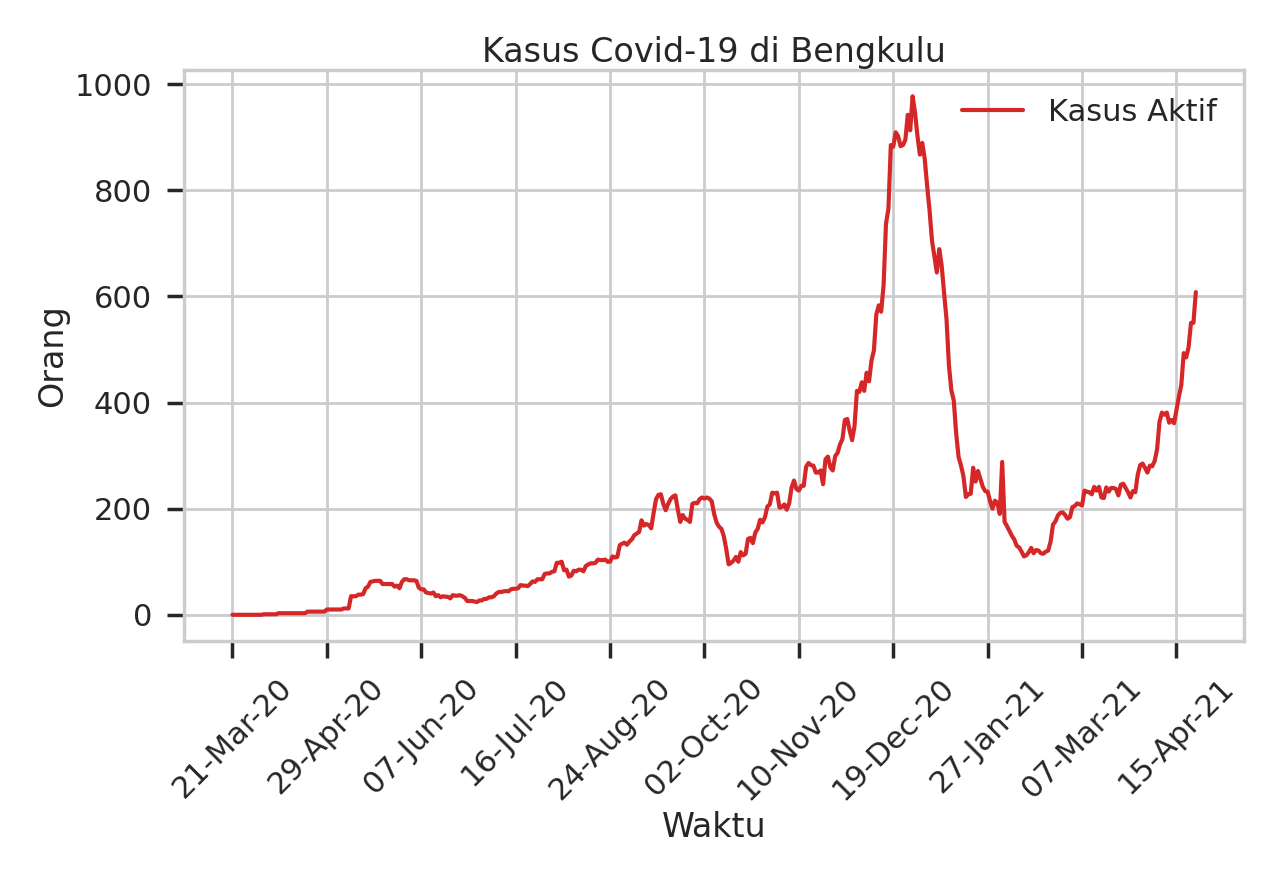 Kasus Covid-19 di Bengkulu
1000
800
600
400
200
0
Orang
Kasus Aktif
21-Mar-20
29-Apr-20
07-Jun-20
16-Jul-20
24-Aug-20
02-Oct-20
10-Nov-20
19-Dec-20
27-Jan-21
07-Mar-21
15-Apr-21
Waktu